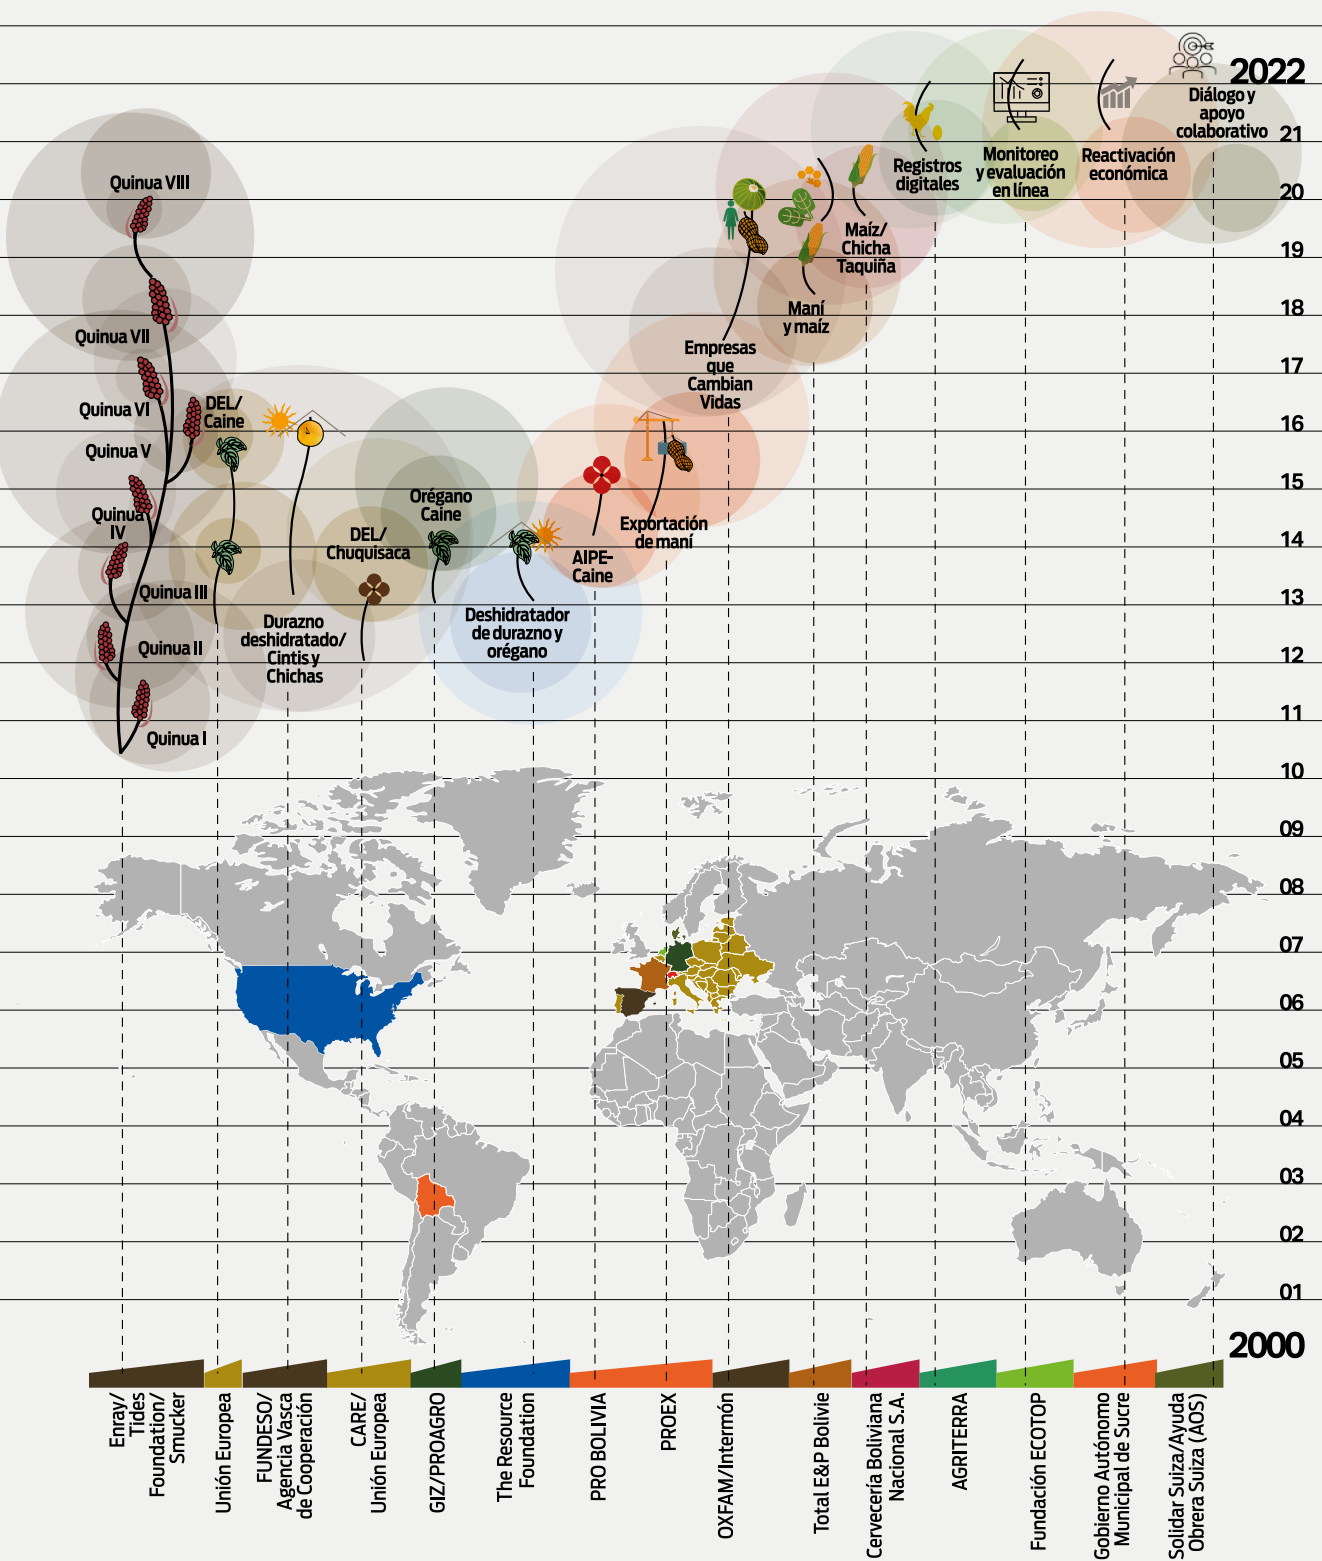 2022
Diálogo y
apoyo
colaborativo
21
Reactivación
económica
Monitoreo
y evaluación
en línea
Registros
digitales
Quinua VIII
20
Maíz/
Chicha
Taquiña
19
Maní
y maíz
18
Quinua VII
Empresas
que
Cambian
Vidas
17
Quinua VI
DEL/
Caine
16
Quinua V
15
Orégano
Caine
Quinua
IV
Exportación
de maní
14
DEL/
Chuquisaca
AIPE-
Caine
Quinua III
13
Deshidratador
de durazno y
orégano
Durazno
deshidratado/
Cintis y
Chichas
Quinua II
12
11
Quinua I
10
09
08
07
06
05
04
03
02
01
2000
Enray/
Tides
Foundation/
Smucker
Unión Europea
FUNDESO/
Agencia Vasca
de Cooperación
CARE/
Unión Europea
GIZ/PROAGRO
The Resource
Foundation
PRO BOLIVIA
PROEX
OXFAM/Intermón
Total E&P Bolivie
Cervecería Boliviana
Nacional S.A.
AGRITERRA
Fundación ECOTOP
Gobierno Autónomo
Municipal de Sucre
Solidar Suiza/Ayuda
Obrera Suiza (AOS)